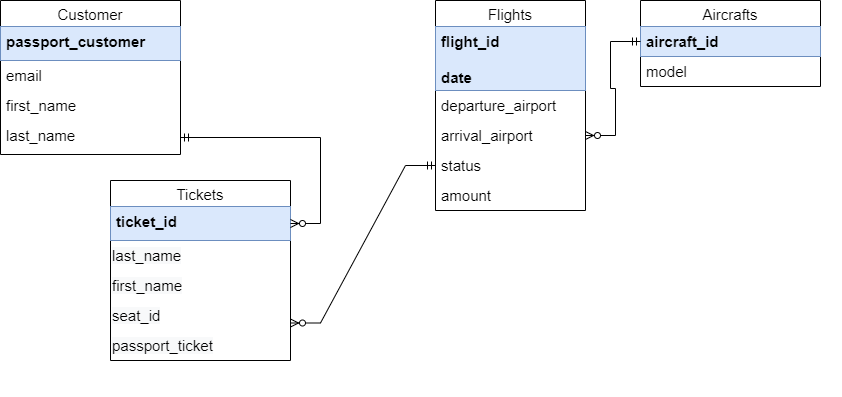 Customer
passport_customer
email
first_name
last_name
Flights
flight_id
date
departure_airport
arrival_airport
status
amount
Aircrafts
aircraft_id
model
Tickets
ticket_id
last_name
first_name
seat_id
passport_ticket